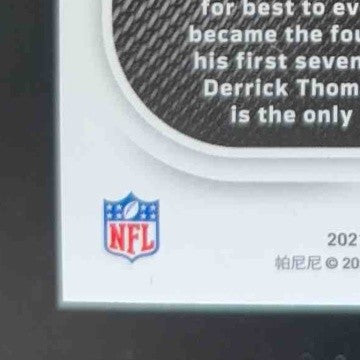 for best to ev
became the fou
his first seven
Derrick Thom
is the only
NFL
202
帕尼尼 © 20